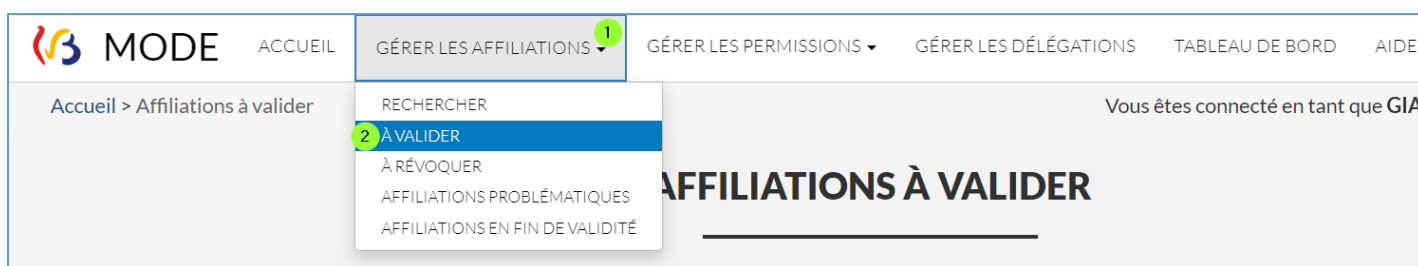 MODE ACCUEIL GÉRER LES AFFILIATIONS 1 GÉRER LES PERMISSIONS GÉRER LES DÉLÉGATIONS TABLEAU DE BORD AIDE
Accueil > Affiliations à valider
Vous êtes connecté en tant que GIA
RECHERCHER
2 À VALIDER
À RÉVOQUER
AFFILIATIONS PROBLÉMATIQUES
AFFILIATIONS EN FIN DE VALIDITÉ
AFFILIATIONS À VALIDER